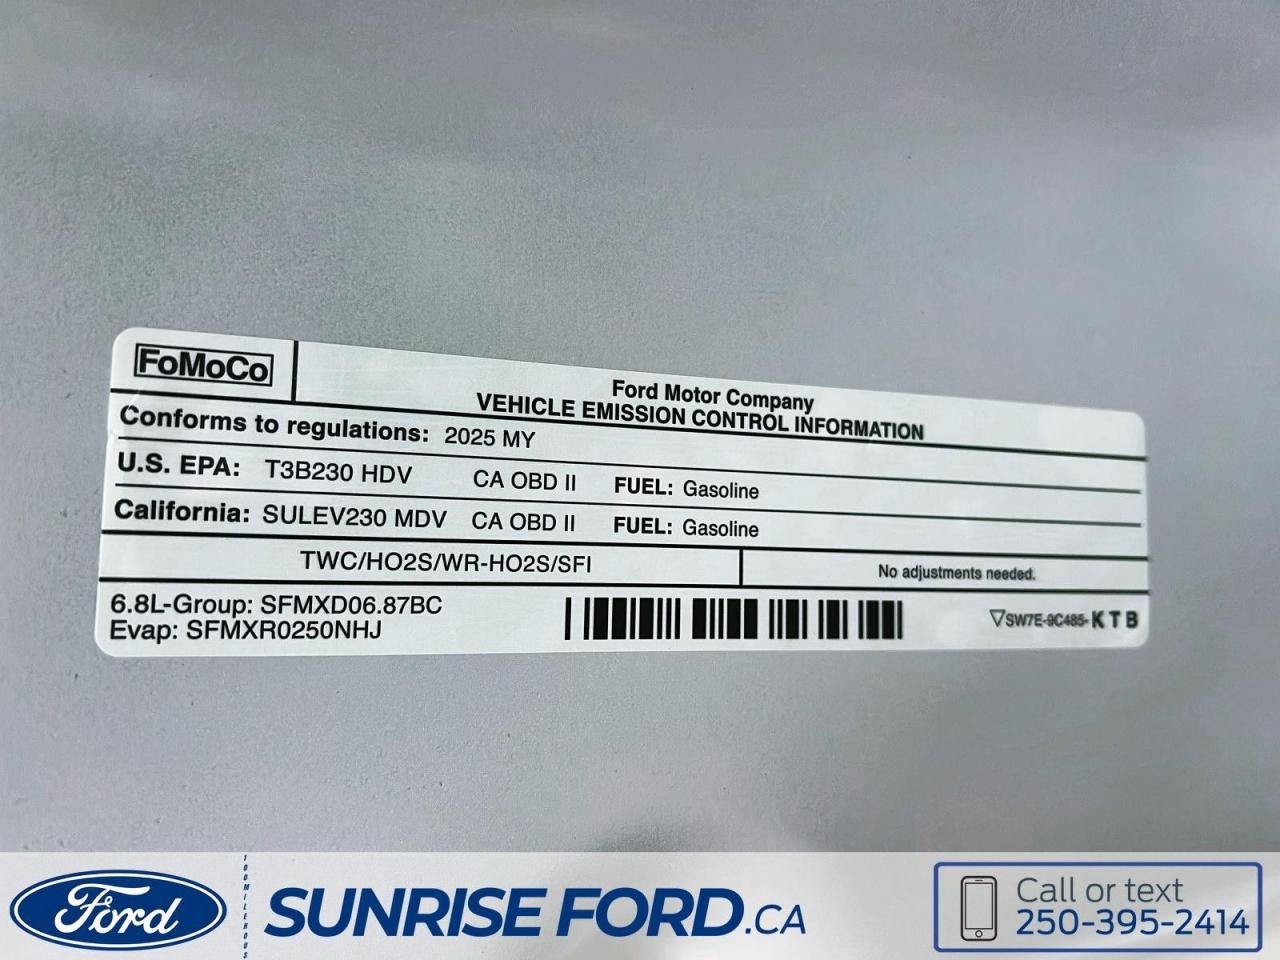 FoMoCo
Ford Motor Company
VEHICLE EMISSION CONTROL INFORMATION
Conforms to regulations: 2025 MY
U.S. EPA: T3B230 HDV CA OBD II FUEL: Gasoline
California: SULEV230 MDV CA OBD II FUEL: Gasoline
TWC/HO2S/WR-HO2S/SFI
No adjustments needed.
6.8L-Group: SFMXD06.87BC
Evap: SFMXR0250NHJ
SW7E-9C485-KTB
Ford
100MILEHOUSE
SUNRISE FORD.CA
Call or text
250-395-2414